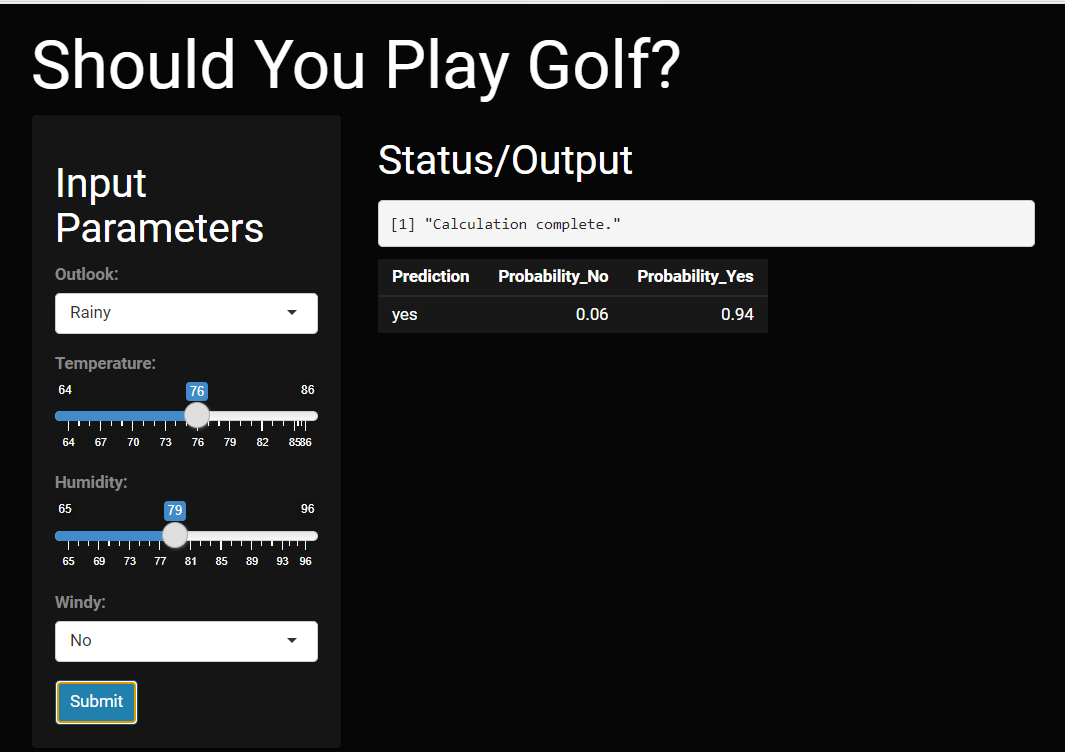 Should You Play Golf?
Input
Parameters
Outlook:
Rainy
Temperature:
64 76 86
64 67 70 73 76 79 82 8586
Humidity:
65 79 96
65 69 73 77 81 85 89 93 96
Windy:
No
Submit
Status/Output
[1] "Calculation complete."
Prediction Probability_No Probability_Yes
yes 0.06 0.94